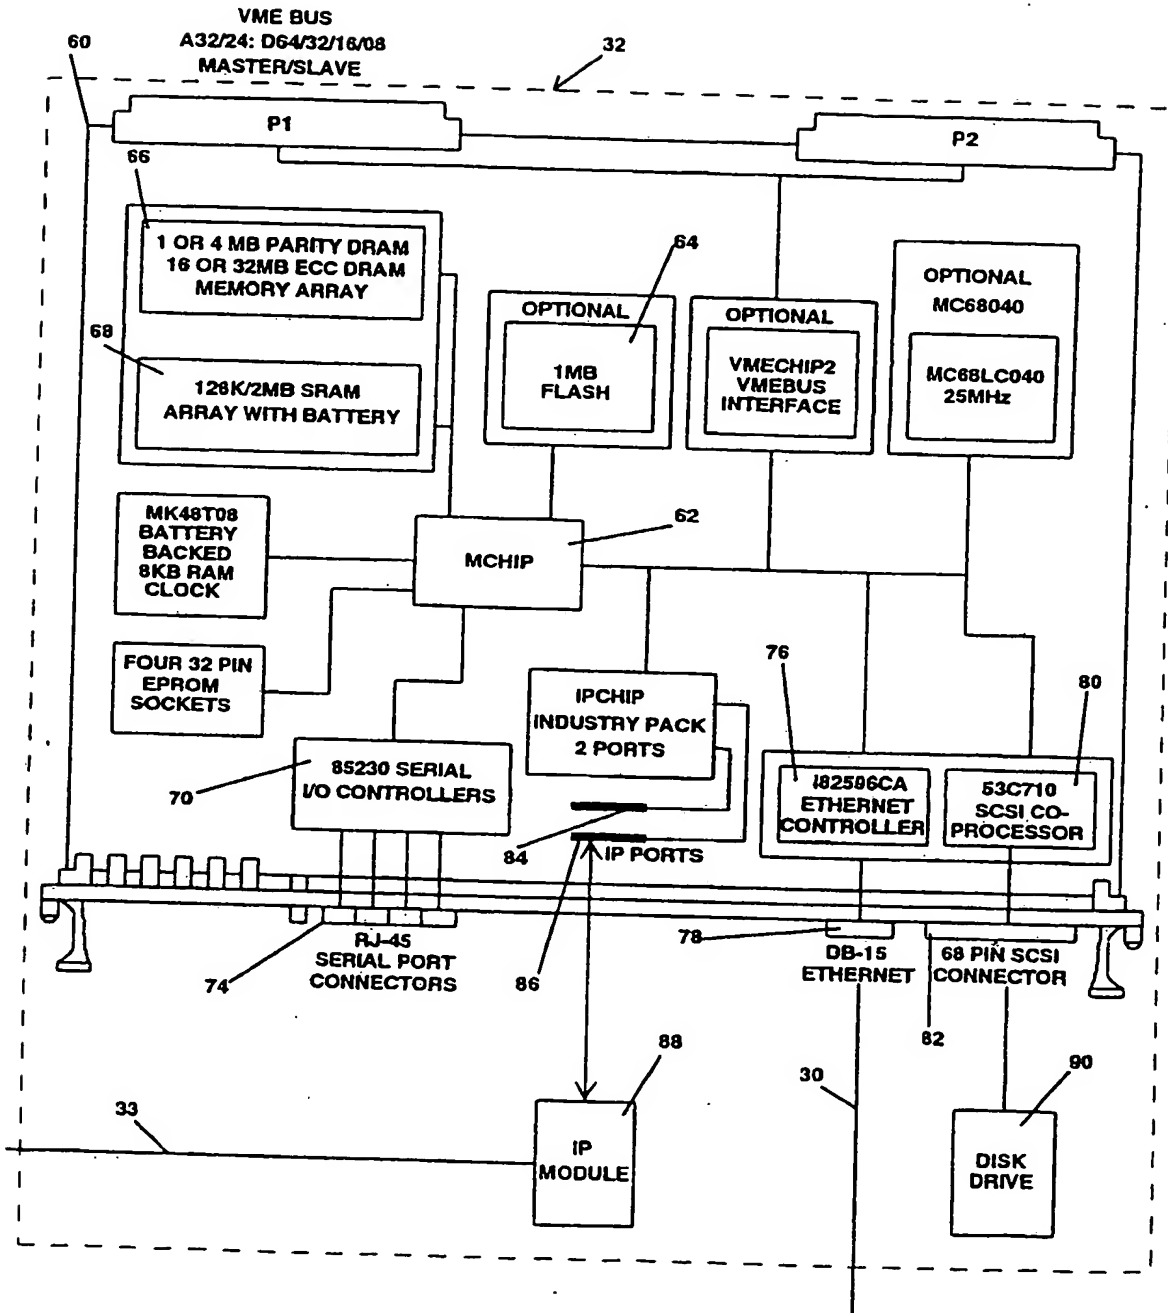 VME BUS
A32/24: D64/32/16/08
MASTER/SLAVE
60
32
P1
P2
66
1 OR 4 MB PARITY DRAM
16 OR 32MB ECC DRAM
MEMORY ARRAY
64
OPTIONAL
MC68040
OPTIONAL
OPTIONAL
68
1MB
FLASH
VMECHIP2
VMEBUS
INTERFACE
MC68LC040
25MHz
128K/2MB SRAM
ARRAY WITH BATTERY
MK48T08
BATTERY
BACKED
8KB RAM
CLOCK
62
MCHIP
FOUR 32 PIN
EPROM
SOCKETS
76
80
IPCHIP
INDUSTRY PACK
2 PORTS
70
85230 SERIAL
I/O CONTROLLERS
I82596CA
ETHERNET
CONTROLLER
53C710
SCSI CO-
PROCESSOR
84
IP PORTS
74
RJ-45
SERIAL PORT
CONNECTORS
86
78
DB-15
ETHERNET
68 PIN SCSI
CONNECTOR
82
88
30
90
33
IP
MODULE
DISK
DRIVE